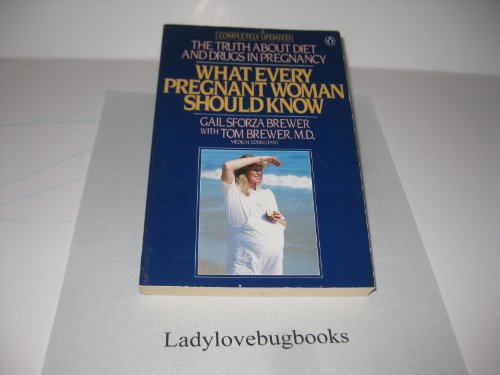 COMPLETELY UPDATED
THE TRUTH ABOUT DIET
AND DRUGS IN PREGNANCY
WHAT EVERY
PREGNANT WOMAN
SHOULD KNOW
GAIL SFORZA BREWER
WITH TOM BREWER, M.D.
MEDICAL CONSULTANT
Ladylovebugbooks